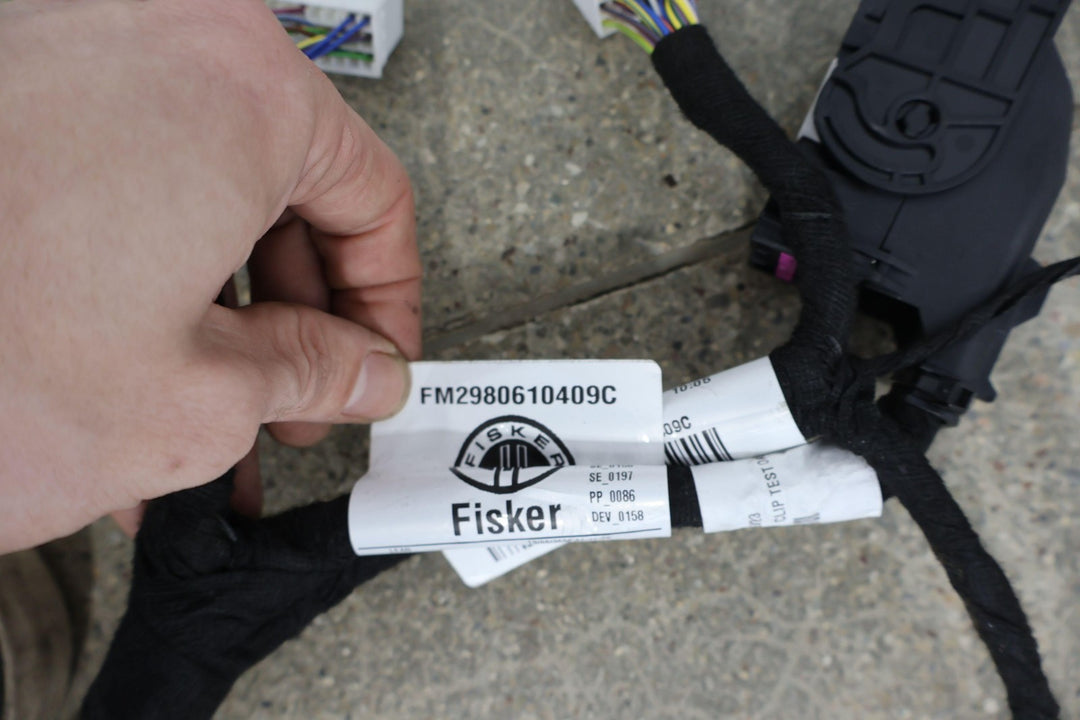 FM2980610409C
FISKER
Fisker
SE_0197
PP_0086
DEV_0158
09C
CLIP TEST